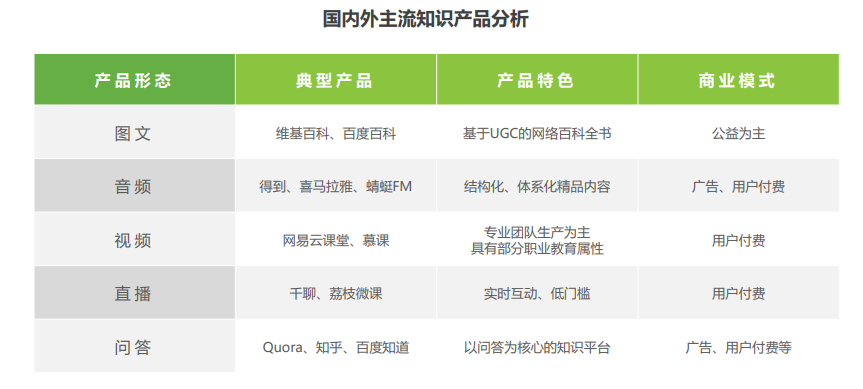 国内外主流知识产品分析
产品形态 典型产品 产品特色 商业模式
图文 维基百科、百度百科 基于UGC的网络百科全书 公益为主
音频 得到、喜马拉雅、蜻蜓FM 结构化、体系化精品内容 广告、用户付费
视频 网易云课堂、慕课 专业团队生产为主 用户付费
具有部分职业教育属性
直播 千聊、荔枝微课 实时互动、低门槛 用户付费
问答 Quora、知乎、百度知道 以问答为核心的知识平台 广告、用户付费等